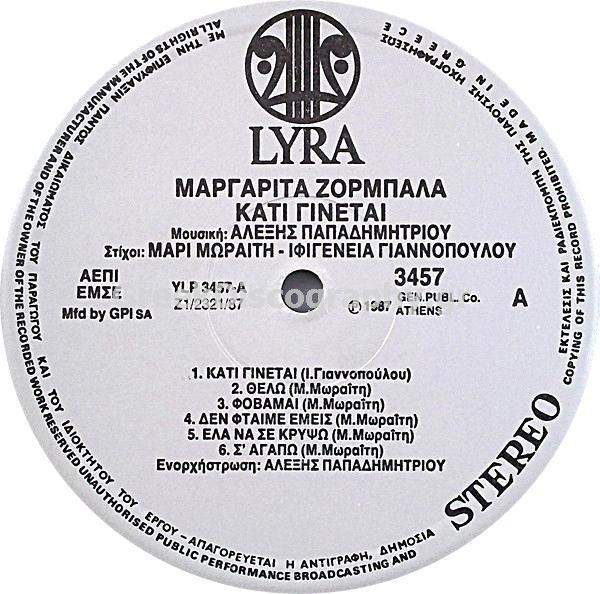 LYRA
ΜΑΡΓΑΡΙΤΑ ΖΟΡΜΠΑΛΑ
ΚΑΤΙ ΓΙΝΕΤΑΙ
Μουσική: ΑΛΕΞΗΣ ΠΑΠΑΔΗΜΗΤΡΙΟΥ
Στίχοι: ΜΑΡΙ ΜΩΡΑΙΤΗ - ΙΦΙΓΕΝΕΙΑ ΓΙΑΝΝΟΠΟΥΛΟΥ
ΑΕΠΙ
ΕΜΣΕ
Mfd by GPI SA
YLP 3457-A
Z1/2321/87
3457
℗ 1987 GEN.PUBL. Co.
ATHENS
A
1. ΚΑΤΙ ΓΙΝΕΤΑΙ (Ι.Γιαννοπούλου)
2. ΘΕΛΩ (Μ.Μωραΐτη)
3. ΦΟΒΑΜΑΙ (Μ.Μωραΐτη)
4. ΔΕΝ ΦΤΑΙΜΕ ΕΜΕΙΣ (Μ.Μωραΐτη)
5. ΕΛΑ ΝΑ ΣΕ ΚΡΥΨΩ (Μ.Μωραΐτη)
6. Σ' ΑΓΑΠΩ (Μ.Μωραΐτη)
Ενορχήστρωση: ΑΛΕΞΗΣ ΠΑΠΑΔΗΜΗΤΡΙΟΥ
STEREO
ΜΕ ΤΗΝ ΕΠΙΦΥΛΑΞΙΝ ΠΑΝΤΟΣ ΔΙΚΑΙΩΜΑΤΟΣ ΤΟΥ ΠΑΡΑΓΩΓΟΥ ΚΑΙ ΤΟΥ ΙΔΙΟΚΤΗΤΟΥ ΤΟΥ ΕΡΓΟΥ - ΑΠΑΓΟΡΕΥΕΤΑΙ Η ΑΝΤΙΓΡΑΦΗ, ΔΗΜΟΣΙΑ
ΕΚΤΕΛΕΣΙΣ ΚΑΙ ΡΑΔΙΕΚΠΟΜΠΗ ΤΗΣ ΠΑΡΟΥΣΗΣ ΗΧΟΓΡΑΦΗΣΕΩΣ
ALL RIGHTS OF THE MANUFACTURER AND OF THE OWNER OF THE RECORDED WORK RESERVED UNAUTHORISED PUBLIC PERFORMANCE BROADCASTING AND
COPYING OF THIS RECORD PROHIBITED. MADE IN GREECE